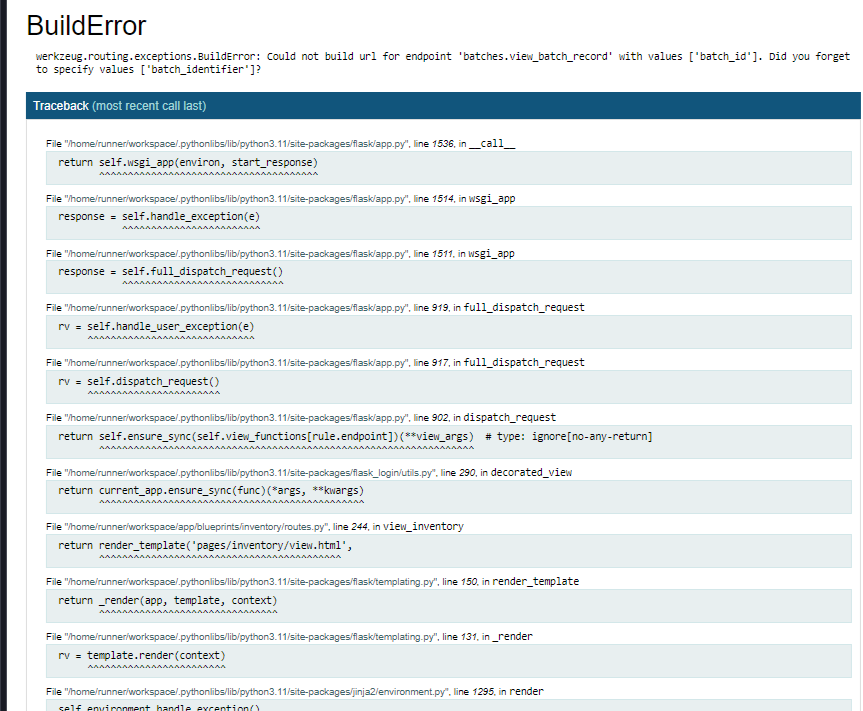 BuildError
werkzeug.routing.exceptions.BuildError: Could not build url for endpoint 'batches.view_batch_record' with values ['batch_id']. Did you forget
to specify values ['batch_identifier']?
Traceback (most recent call last)
File "/home/runner/workspace/.pythonlibs/lib/python3.11/site-packages/flask/app.py", line 1536, in __call__
return self.wsgi_app(environ, start_response)
^^^^^^^^^^^^^^^^^^^^^^^^^^^^^^^^^^^^^^
File "/home/runner/workspace/.pythonlibs/lib/python3.11/site-packages/flask/app.py", line 1514, in wsgi_app
response = self.handle_exception(e)
^^^^^^^^^^^^^^^^^^^^^^^^
File "/home/runner/workspace/.pythonlibs/lib/python3.11/site-packages/flask/app.py", line 1511, in wsgi_app
response = self.full_dispatch_request()
^^^^^^^^^^^^^^^^^^^^^^^^^^^^
File "/home/runner/workspace/.pythonlibs/lib/python3.11/site-packages/flask/app.py", line 919, in full_dispatch_request
rv = self.handle_user_exception(e)
^^^^^^^^^^^^^^^^^^^^^^^^^^^^^
File "/home/runner/workspace/.pythonlibs/lib/python3.11/site-packages/flask/app.py", line 917, in full_dispatch_request
rv = self.dispatch_request()
^^^^^^^^^^^^^^^^^^^^^^^
File "/home/runner/workspace/.pythonlibs/lib/python3.11/site-packages/flask/app.py", line 902, in dispatch_request
return self.ensure_sync(self.view_functions[rule.endpoint])(**view_args)  # type: ignore[no-any-return]
^^^^^^^^^^^^^^^^^^^^^^^^^^^^^^^^^^^^^^^^^^^^^^^^^^^^^^^^^^^^^^^^^
File "/home/runner/workspace/.pythonlibs/lib/python3.11/site-packages/flask_login/utils.py", line 290, in decorated_view
return current_app.ensure_sync(func)(*args, **kwargs)
^^^^^^^^^^^^^^^^^^^^^^^^^^^^^^^^^^^^^^^^^^^^^^
File "/home/runner/workspace/app/blueprints/inventory/routes.py", line 244, in view_inventory
return render_template('pages/inventory/view.html',
^^^^^^^^^^^^^^^^^^^^^^^^^^^^^^^^^^^^^^^^^^
File "/home/runner/workspace/.pythonlibs/lib/python3.11/site-packages/flask/templating.py", line 150, in render_template
return _render(app, template, context)
^^^^^^^^^^^^^^^^^^^^^^^^^^^^^^^
File "/home/runner/workspace/.pythonlibs/lib/python3.11/site-packages/flask/templating.py", line 131, in _render
rv = template.render(context)
^^^^^^^^^^^^^^^^^^^^^^^^
File "/home/runner/workspace/.pythonlibs/lib/python3.11/site-packages/jinja2/environment.py", line 1295, in render
self.environment.handle_exception()